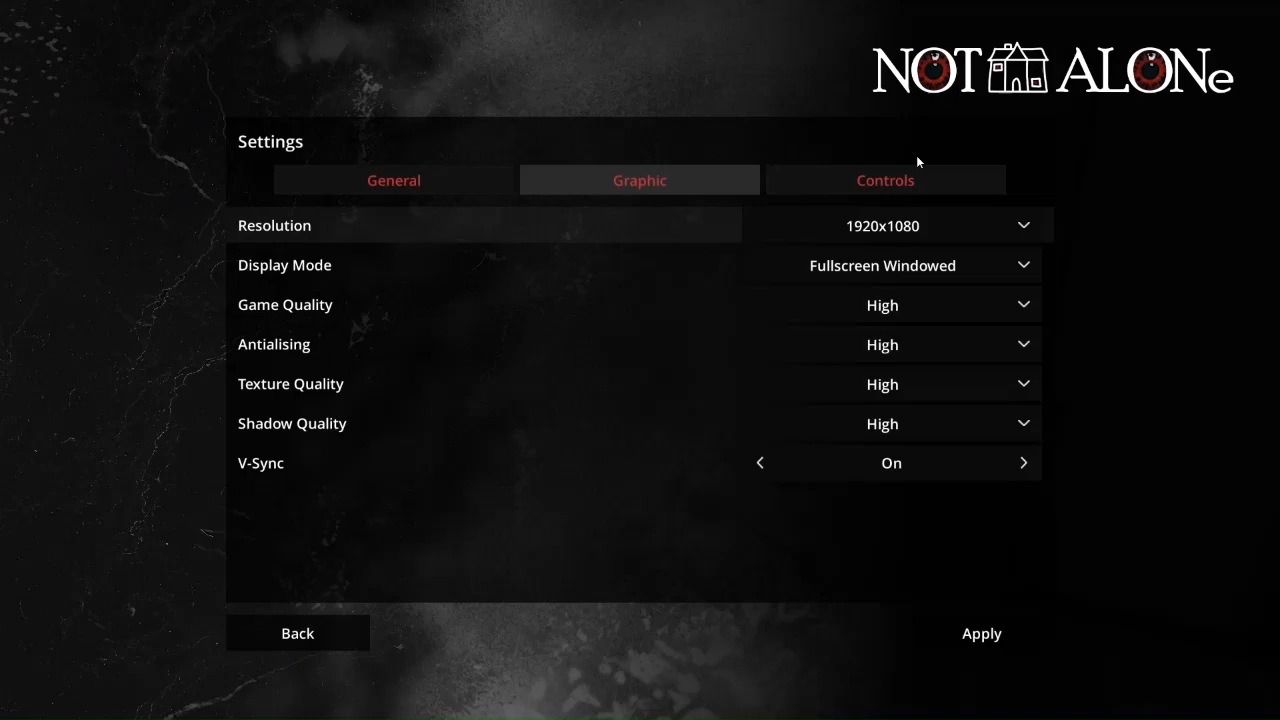 NOT ALONe
Settings
General Graphic Controls
Resolution 1920x1080
Display Mode Fullscreen Windowed
Game Quality High
Antialising High
Texture Quality High
Shadow Quality High
V-Sync On
Back Apply